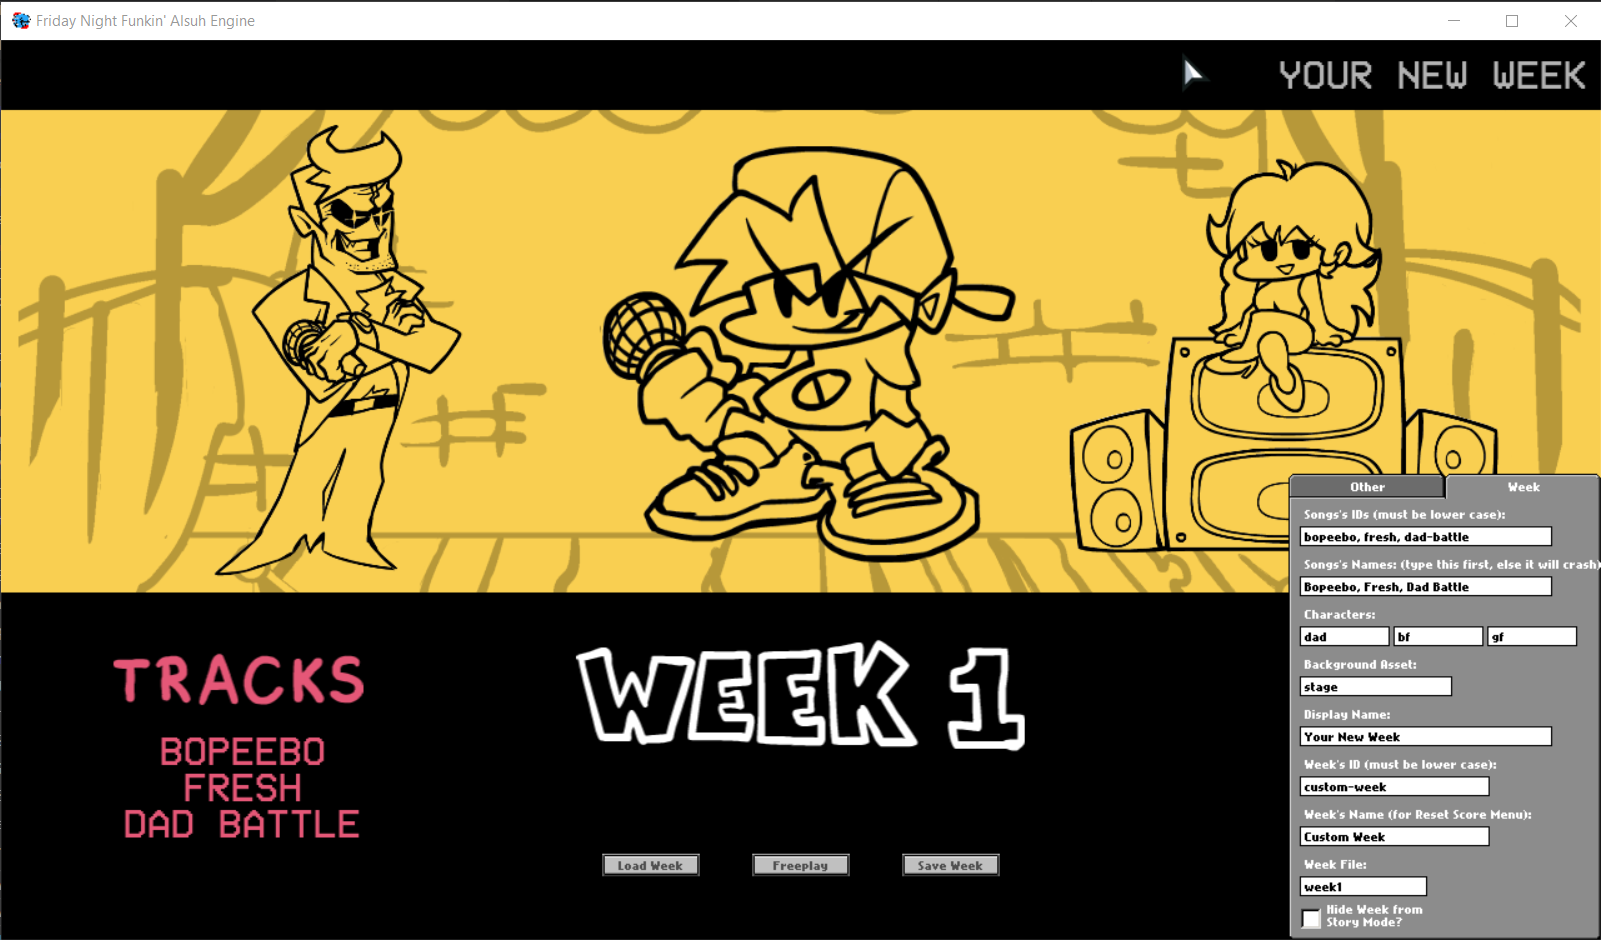 Friday Night Funkin' Alsuh Engine
YOUR NEW WEEK
Other
Week
Songs's IDs (must be lower case):
bopeebo, fresh, dad-battle
Songs's Names: (type this first, else it will crash)
Bopeebo, Fresh, Dad Battle
Characters:
dad
bf
gf
Background Asset:
stage
Display Name:
Your New Week
Week's ID (must be lower case):
custom-week
Week's Name (for Reset Score Menu):
Custom Week
Week File:
week1
Hide Week from
Story Mode?
TRACKS
BOPEEBO
FRESH
DAD BATTLE
WEEK 1
Load Week
Freeplay
Save Week